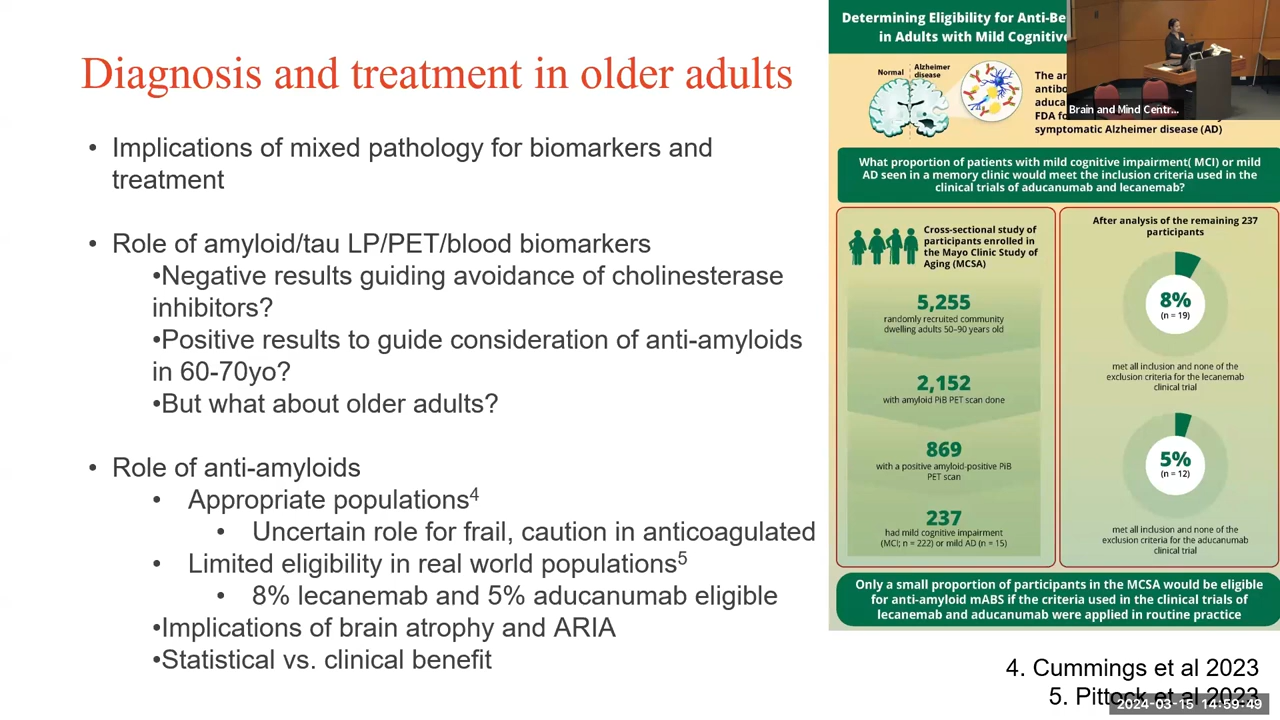 Diagnosis and treatment in older adults
• Implications of mixed pathology for biomarkers and
treatment
• Role of amyloid/tau LP/PET/blood biomarkers
•Negative results guiding avoidance of cholinesterase
inhibitors?
•Positive results to guide consideration of anti-amyloids
in 60-70yo?
•But what about older adults?
• Role of anti-amyloids
• Appropriate populations⁴
• Uncertain role for frail, caution in anticoagulated
• Limited eligibility in real world populations⁵
• 8% lecanemab and 5% aducanumab eligible
•Implications of brain atrophy and ARIA
•Statistical vs. clinical benefit
Determining Eligibility for Anti-Be
in Adults with Mild Cognitive
Normal
Alzheimer
disease
The
antibo
aduca
FDA
symptomatic Alzheimer disease (AD)
Brain and Mind Centr...
What proportion of patients with mild cognitive impairment( MCI) or mild
AD seen in a memory clinic would meet the inclusion criteria used in the
clinical trials of aducanumab and lecanemab?
Cross-sectional study of
participants enrolled in
the Mayo Clinic Study of
Aging (MCSA)
5,255
randomly recruited community
dwelling adults 50-90 years old
2,152
with amyloid PiB PET scan done
869
with a positive amyloid-positive PiB
PET scan
237
had mild cognitive impairment
(MCI; n = 222) or mild AD (n = 15)
After analysis of the remaining 237
participants
8%
(n = 19)
met all inclusion and none of the
exclusion criteria for the lecanemab
clinical trial
5%
(n = 12)
met all inclusion and none of the
exclusion criteria for the aducanumab
clinical trial
Only a small proportion of participants in the MCSA would be eligible
for anti-amyloid mABS if the criteria used in the clinical trials of
lecanemab and aducanumab were applied in routine practice
4. Cummings et al 2023
5. Pittock et al 2023
2024-03-15 14:59:49